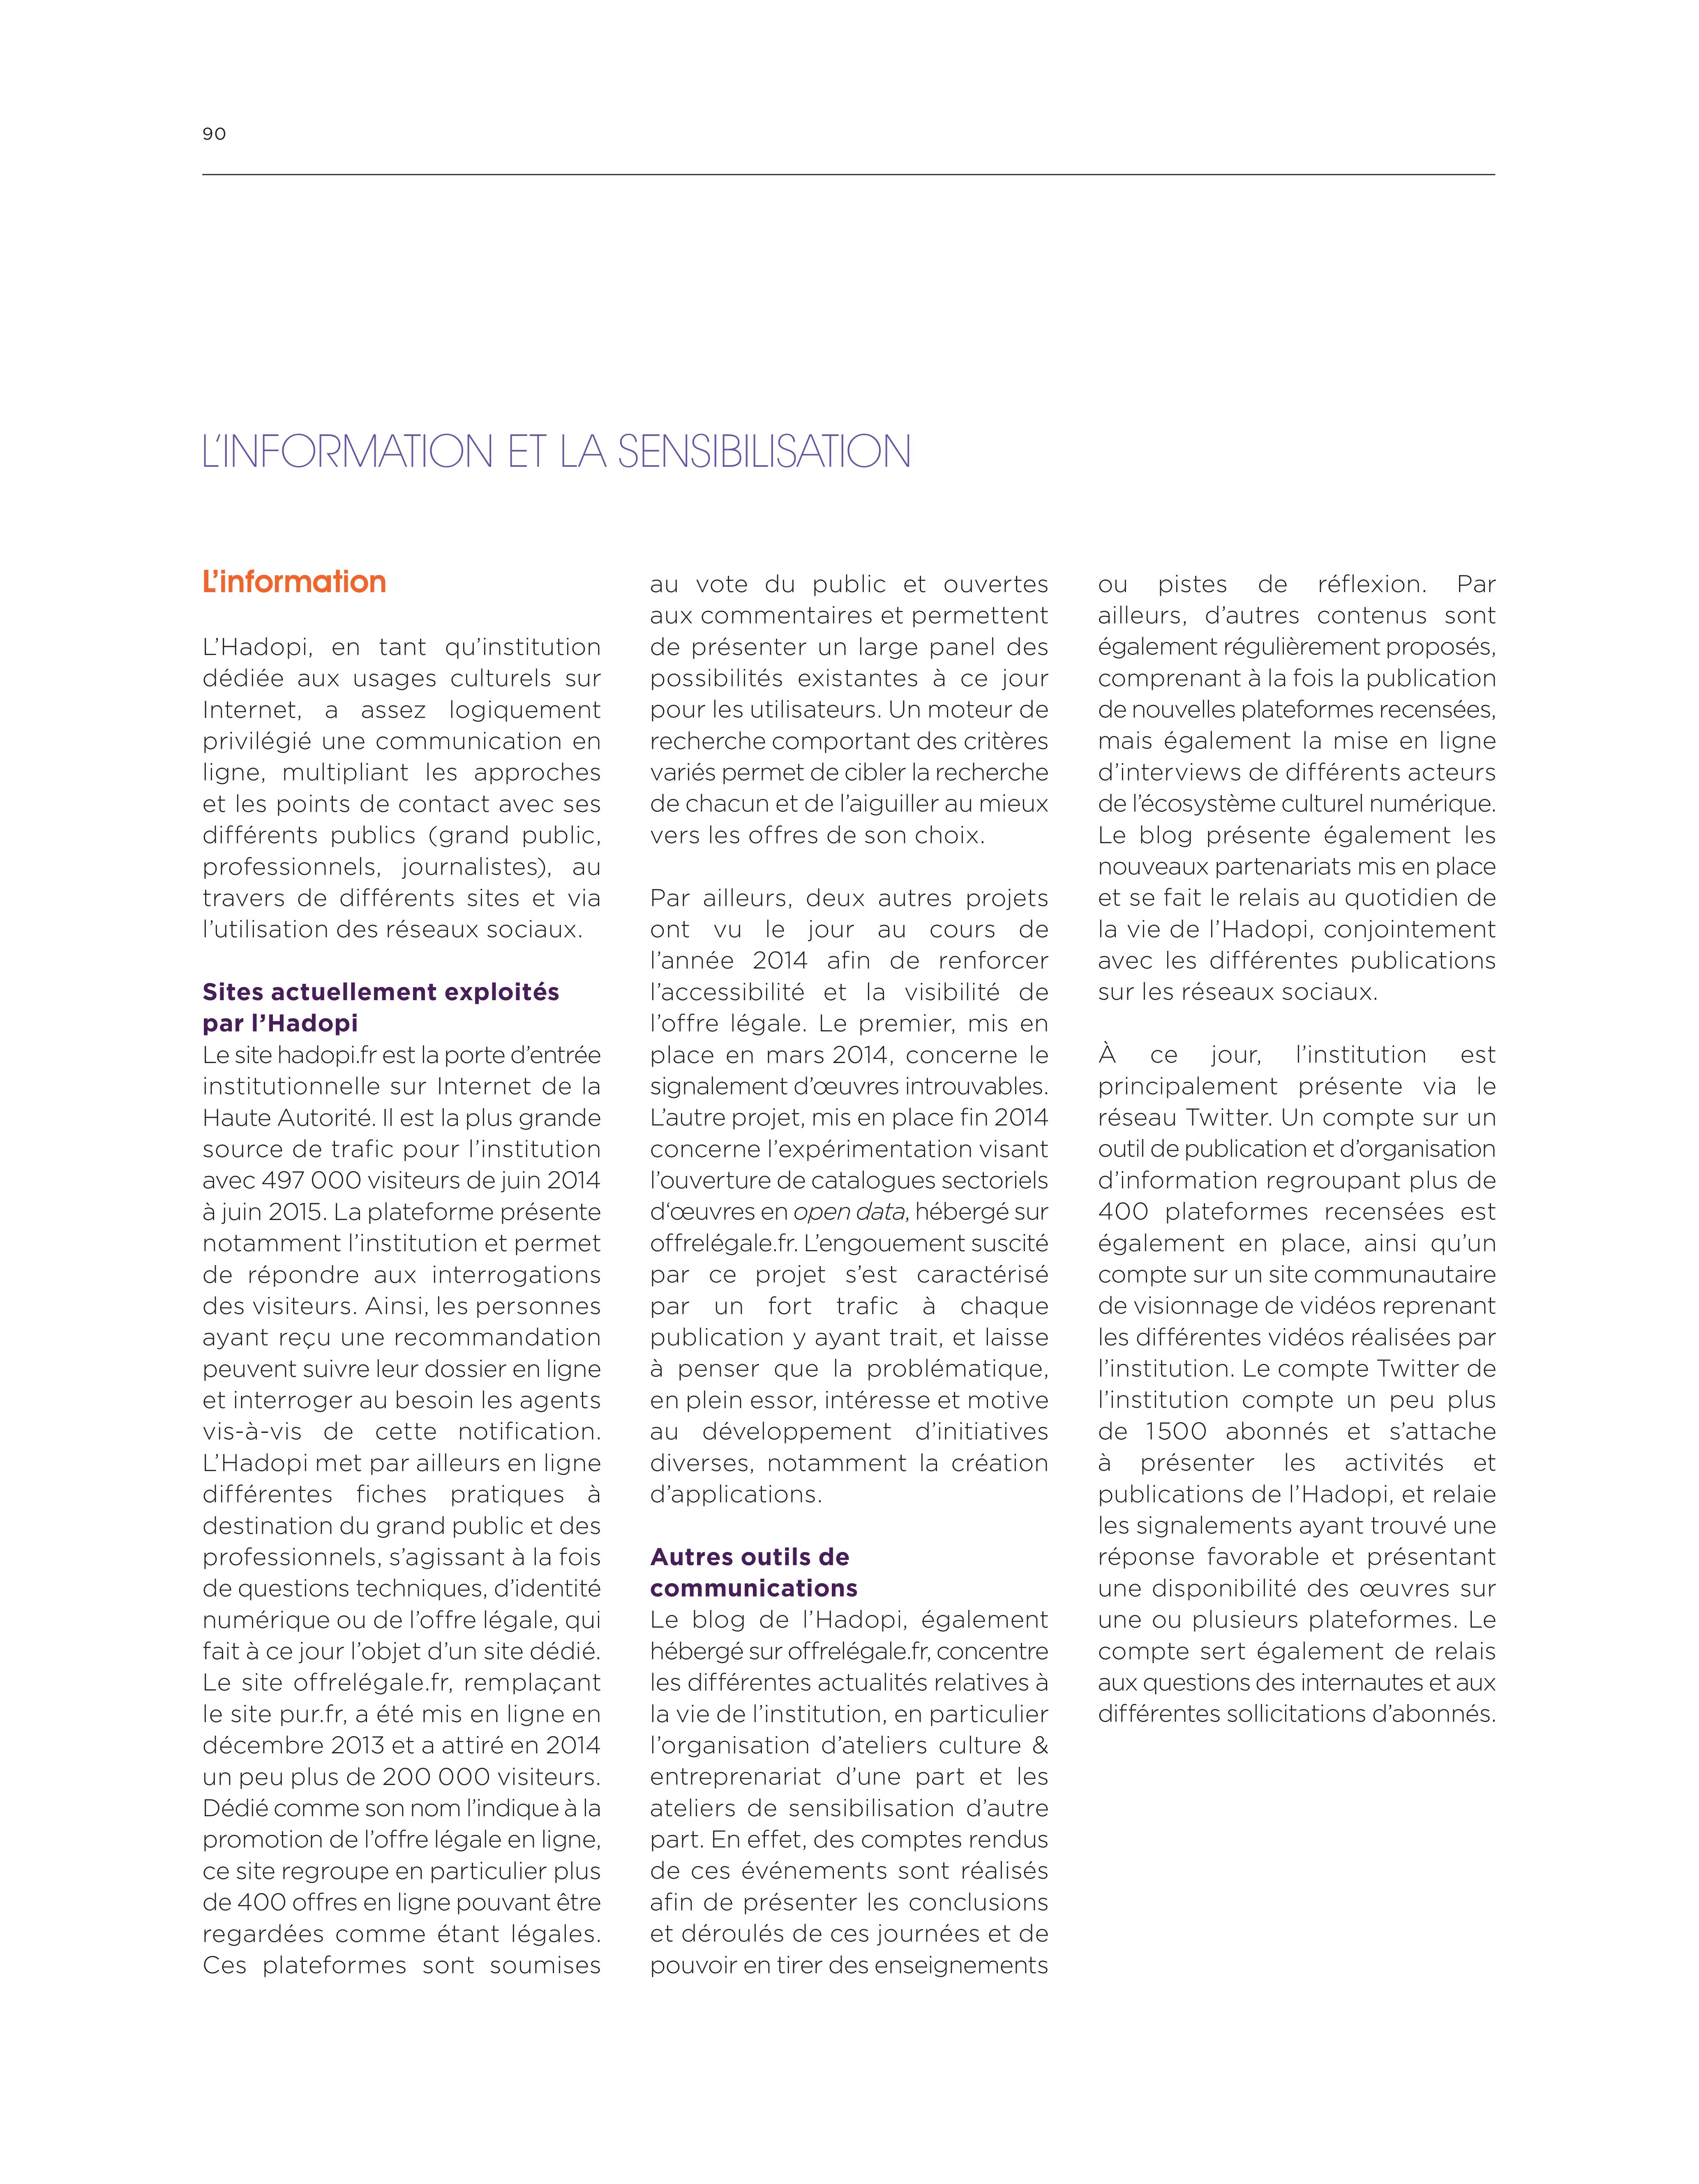 90
L’INFORMATION ET LA SENSIBILISATION
L’information
L’Hadopi, en tant qu’institution
dédiée aux usages culturels sur
Internet, a assez logiquement
privilégié une communication en
ligne, multipliant les approches
et les points de contact avec ses
différents publics (grand public,
professionnels, journalistes), au
travers de différents sites et via
l’utilisation des réseaux sociaux.
Sites actuellement exploités
par l’Hadopi
Le site hadopi.fr est la porte d’entrée
institutionnelle sur Internet de la
Haute Autorité. Il est la plus grande
source de trafic pour l’institution
avec 497 000 visiteurs de juin 2014
à juin 2015. La plateforme présente
notamment l’institution et permet
de répondre aux interrogations
des visiteurs. Ainsi, les personnes
ayant reçu une recommandation
peuvent suivre leur dossier en ligne
et interroger au besoin les agents
vis-à-vis de cette notification.
L’Hadopi met par ailleurs en ligne
différentes fiches pratiques à
destination du grand public et des
professionnels, s’agissant à la fois
de questions techniques, d’identité
numérique ou de l’offre légale, qui
fait à ce jour l’objet d’un site dédié.
Le site offrelégale.fr, remplaçant
le site pur.fr, a été mis en ligne en
décembre 2013 et a attiré en 2014
un peu plus de 200 000 visiteurs.
Dédié comme son nom l’indique à la
promotion de l’offre légale en ligne,
ce site regroupe en particulier plus
de 400 offres en ligne pouvant être
regardées comme étant légales.
Ces plateformes sont soumises
au vote du public et ouvertes
aux commentaires et permettent
de présenter un large panel des
possibilités existantes à ce jour
pour les utilisateurs. Un moteur de
recherche comportant des critères
variés permet de cibler la recherche
de chacun et de l’aiguiller au mieux
vers les offres de son choix.
Par ailleurs, deux autres projets
ont vu le jour au cours de
l’année 2014 afin de renforcer
l’accessibilité et la visibilité de
l’offre légale. Le premier, mis en
place en mars 2014, concerne le
signalement d’œuvres introuvables.
L’autre projet, mis en place fin 2014
concerne l’expérimentation visant
l’ouverture de catalogues sectoriels
d‘œuvres en open data, hébergé sur
offrelégale.fr. L’engouement suscité
par ce projet s’est caractérisé
par un fort trafic à chaque
publication y ayant trait, et laisse
à penser que la problématique,
en plein essor, intéresse et motive
au développement d’initiatives
diverses, notamment la création
d’applications.
Autres outils de
communications
Le blog de l’Hadopi, également
hébergé sur offrelégale.fr, concentre
les différentes actualités relatives à
la vie de l’institution, en particulier
l’organisation d’ateliers culture &
entreprenariat d’une part et les
ateliers de sensibilisation d’autre
part. En effet, des comptes rendus
de ces événements sont réalisés
afin de présenter les conclusions
et déroulés de ces journées et de
pouvoir en tirer des enseignements
ou pistes de réflexion. Par
ailleurs, d’autres contenus sont
également régulièrement proposés,
comprenant à la fois la publication
de nouvelles plateformes recensées,
mais également la mise en ligne
d’interviews de différents acteurs
de l’écosystème culturel numérique.
Le blog présente également les
nouveaux partenariats mis en place
et se fait le relais au quotidien de
la vie de l’Hadopi, conjointement
avec les différentes publications
sur les réseaux sociaux.
À ce jour, l’institution est
principalement présente via le
réseau Twitter. Un compte sur un
outil de publication et d’organisation
d’information regroupant plus de
400 plateformes recensées est
également en place, ainsi qu’un
compte sur un site communautaire
de visionnage de vidéos reprenant
les différentes vidéos réalisées par
l’institution. Le compte Twitter de
l’institution compte un peu plus
de 1500 abonnés et s’attache
à présenter les activités et
publications de l’Hadopi, et relaie
les signalements ayant trouvé une
réponse favorable et présentant
une disponibilité des œuvres sur
une ou plusieurs plateformes. Le
compte sert également de relais
aux questions des internautes et aux
différentes sollicitations d’abonnés.